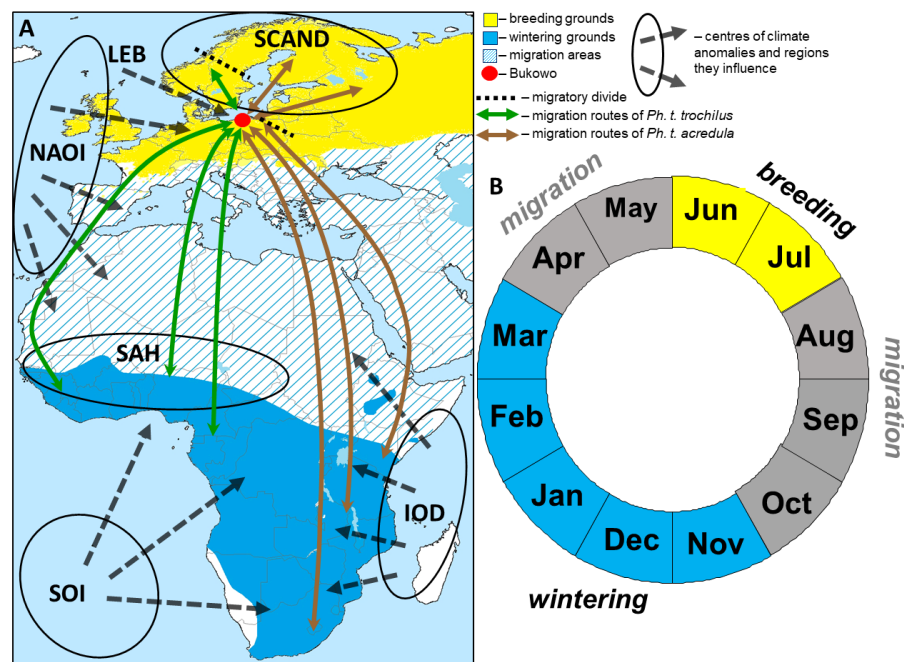 A
LEB
SCAND
NAOI
SAH
IOD
SOI
– breeding grounds
– wintering grounds
– migration areas
– Bukowo
– centres of climate
anomalies and regions
they influence
– migratory divide
– migration routes of Ph. t. trochilus
– migration routes of Ph. t. acredula
B
migration
breeding
May
Jun
Apr
Jul
Mar
Aug
migration
Feb
Sep
Jan
Oct
Dec
Nov
wintering